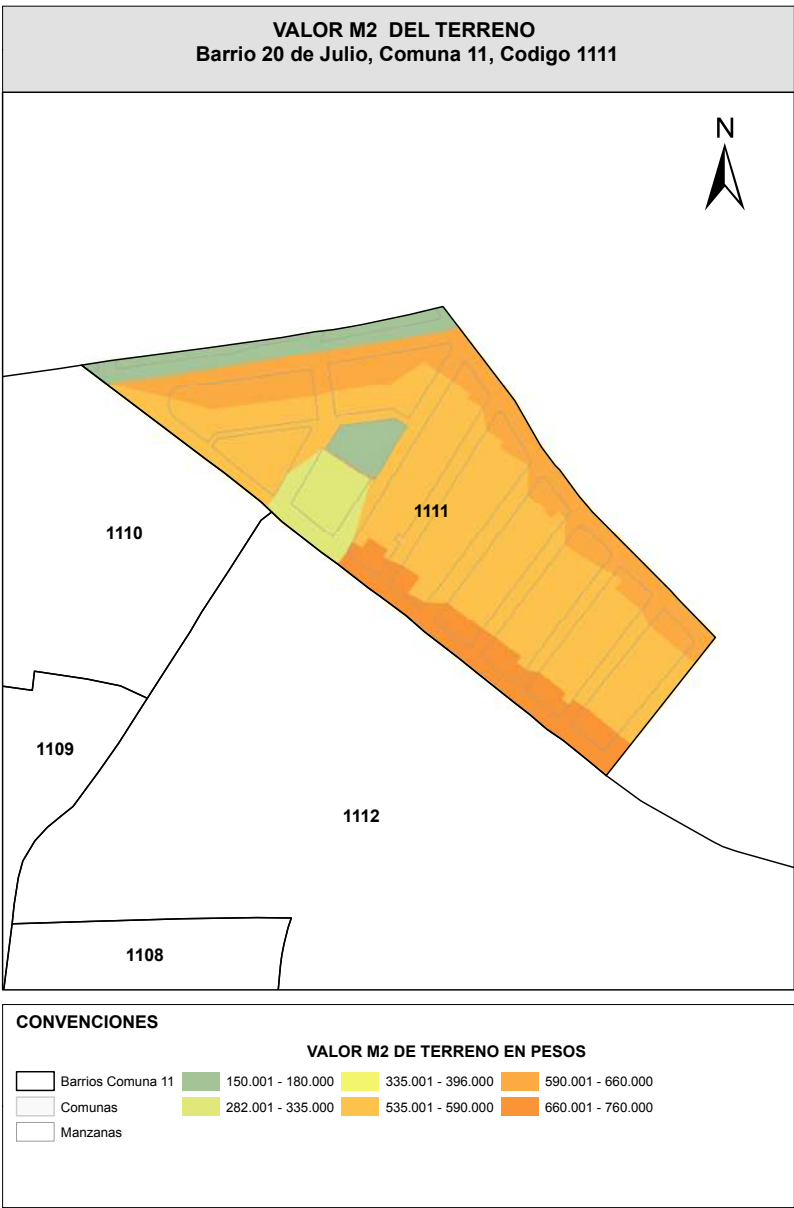 VALOR M2 DEL TERRENO
Barrio 20 de Julio, Comuna 11, Codigo 1111
N
1111
1110
1109
1112
1108
CONVENCIONES
VALOR M2 DE TERRENO EN PESOS
Barrios Comuna 11 150.001 - 180.000 335.001 - 396.000 590.001 - 660.000
Comunas 282.001 - 335.000 535.001 - 590.000 660.001 - 760.000
Manzanas